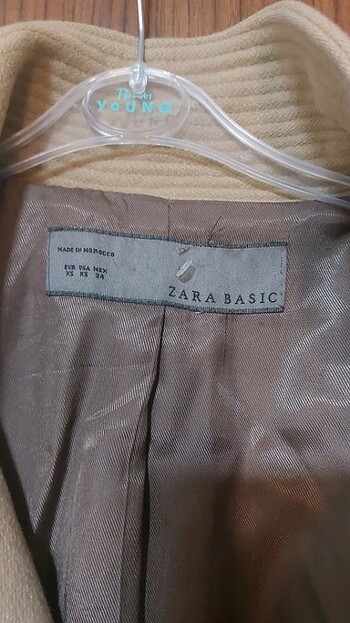 YOUNG
MADE IN MOROCCO
EUR USA MEX
XS XS 24
ZARA BASIC